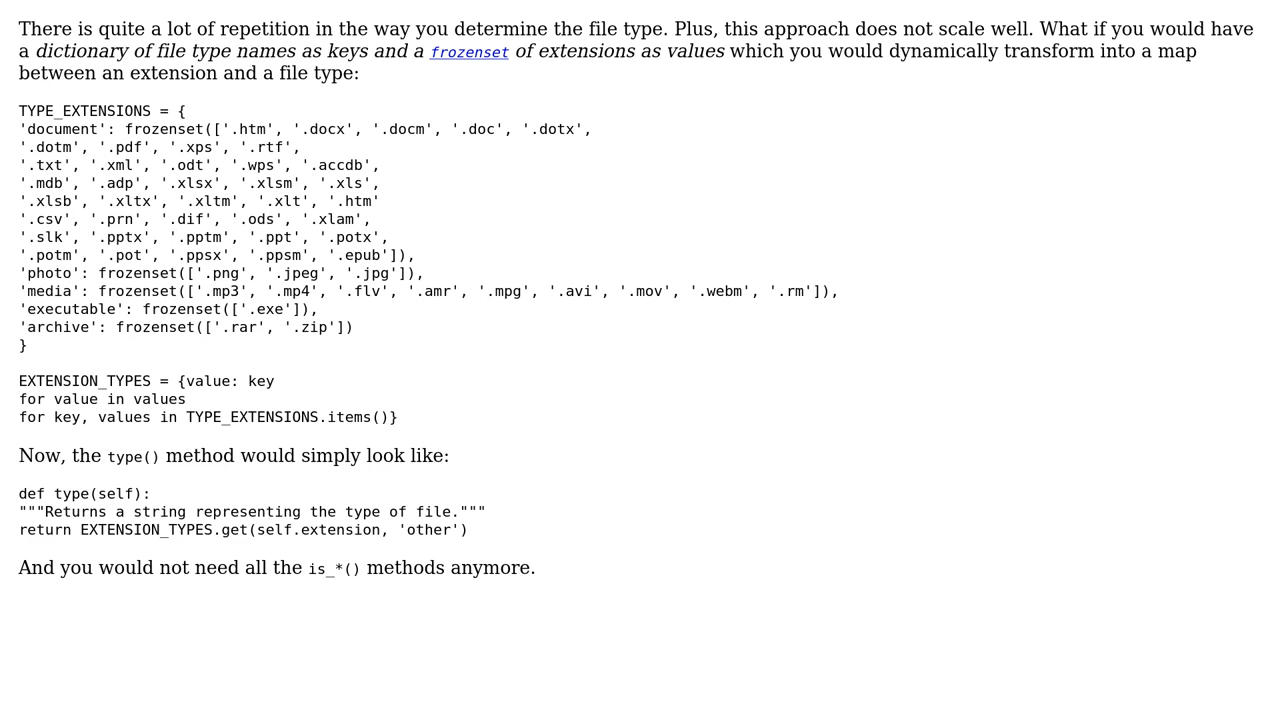 There is quite a lot of repetition in the way you determine the file type. Plus, this approach does not scale well. What if you would have
a dictionary of file type names as keys and a frozenset of extensions as values which you would dynamically transform into a map
between an extension and a file type:
TYPE_EXTENSIONS = {
'document': frozenset(['.htm', '.docx', '.docm', '.doc', '.dotx',
'.dotm', '.pdf', '.xps', '.rtf',
'.txt', '.xml', '.odt', '.wps', '.accdb',
'.mdb', '.adp', '.xlsx', '.xlsm', '.xls',
'.xlsb', '.xltx', '.xltm', '.xlt', '.htm'
'.csv', '.prn', '.dif', '.ods', '.xlam',
'.slk', '.pptx', '.pptm', '.ppt', '.potx',
'.potm', '.pot', '.ppsx', '.ppsm', '.epub']),
'photo': frozenset(['.png', '.jpeg', '.jpg']),
'media': frozenset(['.mp3', '.mp4', '.flv', '.amr', '.mpg', '.avi', '.mov', '.webm', '.rm']),
'executable': frozenset(['.exe']),
'archive': frozenset(['.rar', '.zip'])
}
EXTENSION_TYPES = {value: key
for value in values
for key, values in TYPE_EXTENSIONS.items()}
Now, the type() method would simply look like:
def type(self):
"""Returns a string representing the type of file."""
return EXTENSION_TYPES.get(self.extension, 'other')
And you would not need all the is_*() methods anymore.